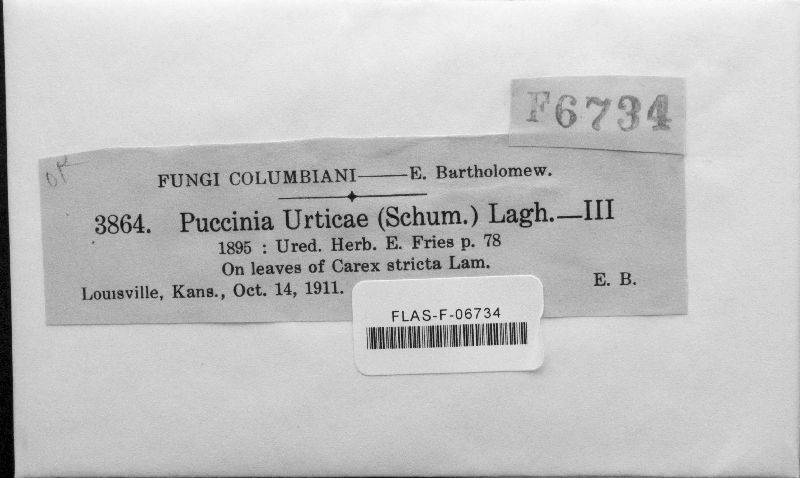 F6734
OK
FUNGI COLUMBIANI——E. Bartholomew.
3864. Puccinia Urticae (Schum.) Lagh.—III
1895 : Ured. Herb. E. Fries p. 78
On leaves of Carex stricta Lam.
Louisville, Kans., Oct. 14, 1911. E. B.
FLAS-F-06734